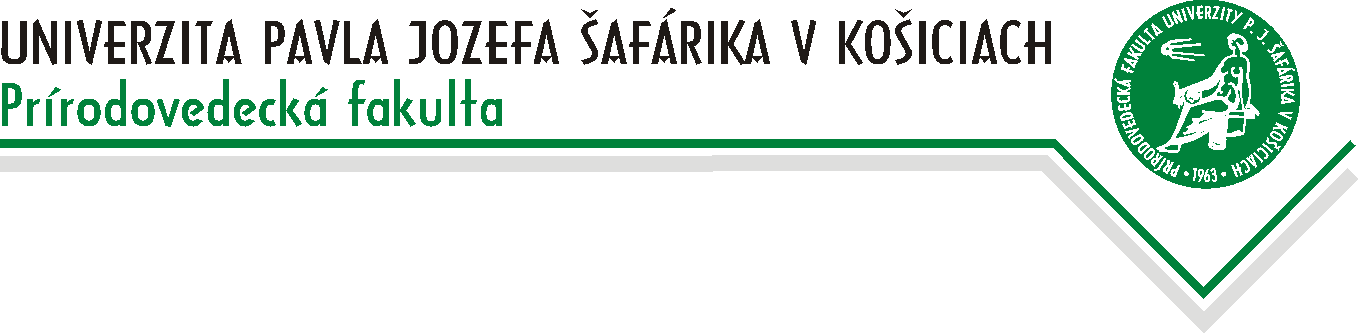 UNIVERZITA PAVLA JOZEFA ŠAFÁRIKA V KOŠICIACH
Prírodovedecká fakulta
PRÍRODOVEDECKÁ FAKULTA UNIVERZITY P. J. ŠAFÁRIKA V KOŠICIACH
• 1963 •